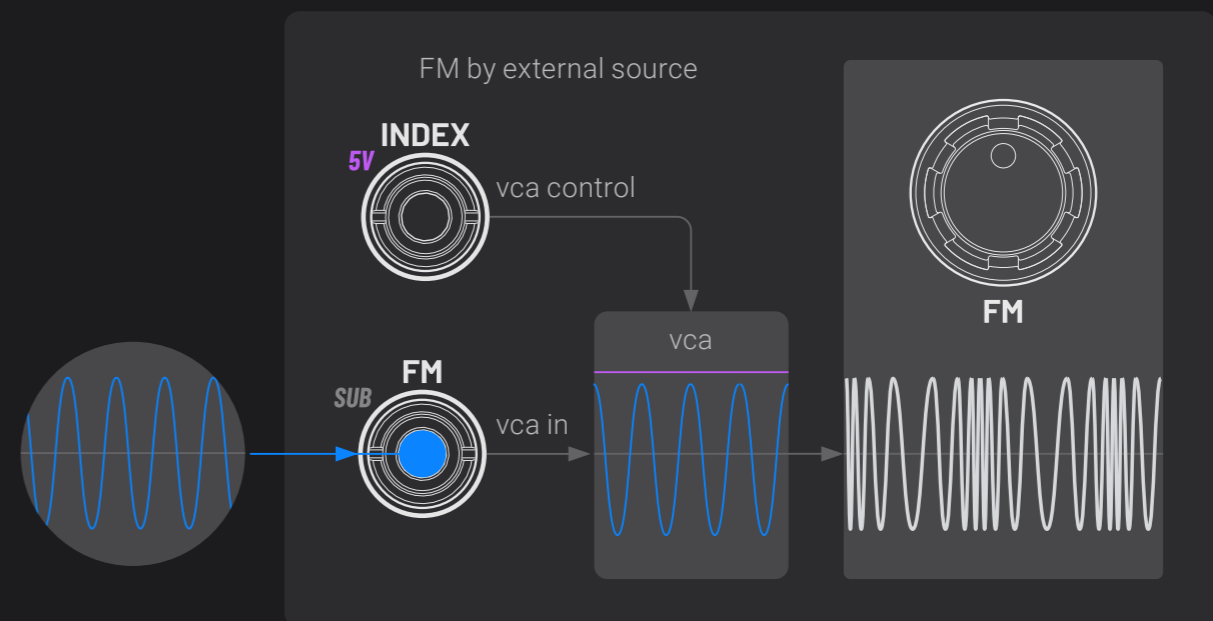 FM by external source
INDEX
5V
vca control
vca
FM
FM
SUB
vca in